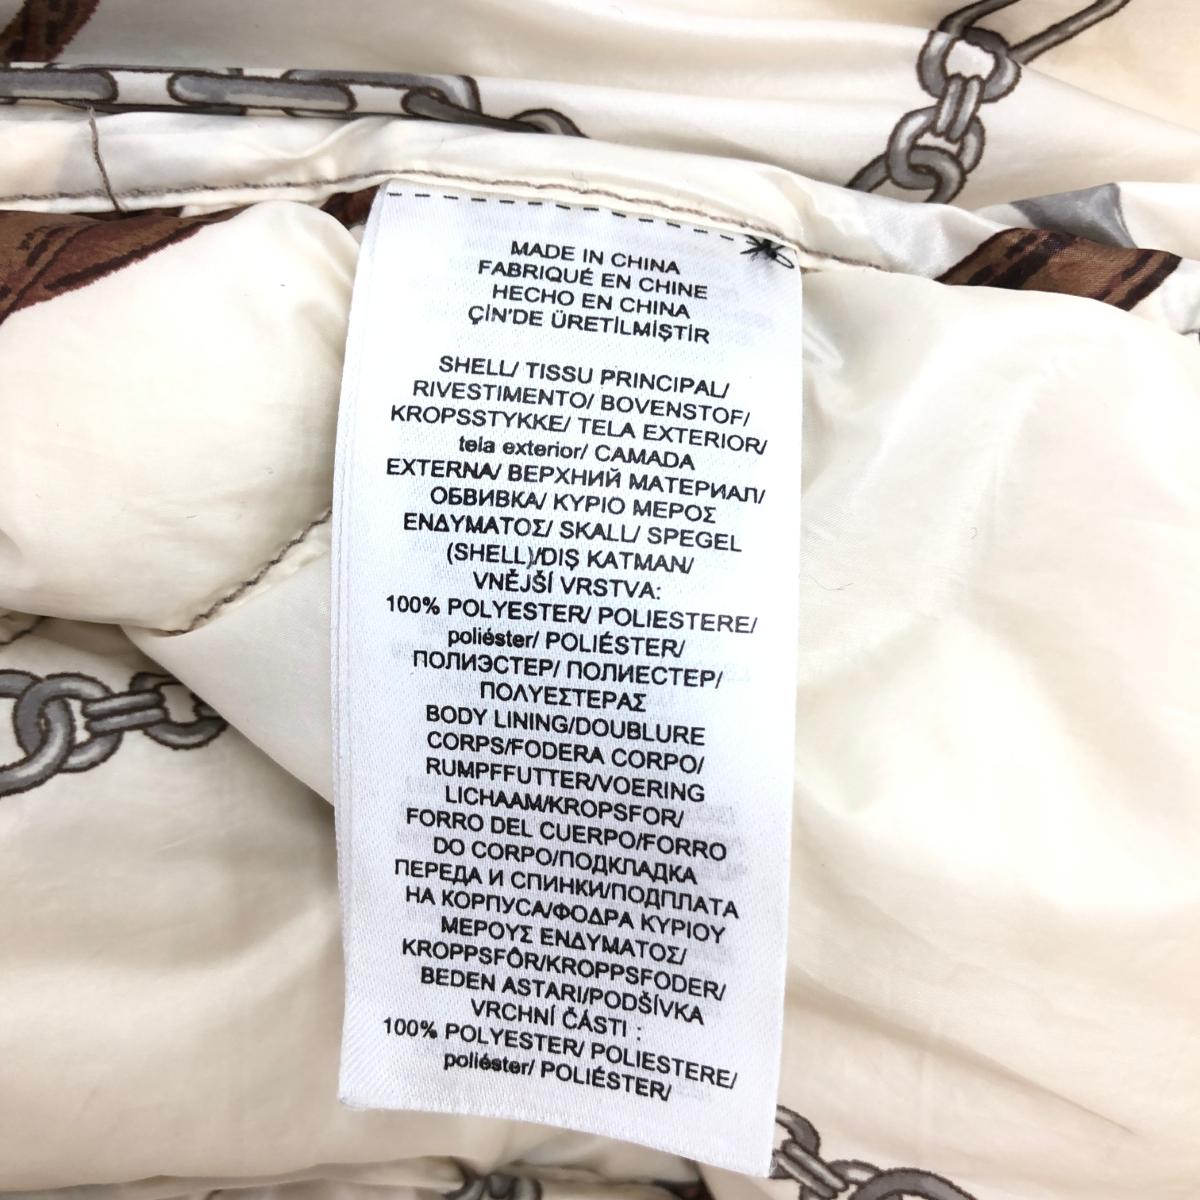 MADE IN CHINA
FABRIQUÉ EN CHINE
HECHO EN CHINA
ÇİN'DE ÜRETİLMİŞTİR
SHELL/ TISSU PRINCIPAL/
RIVESTIMENTO/ BOVENSTOF/
KROPSSTYKKE/ TELA EXTERIOR/
tela exterior/ CAMADA
EXTERNA/ ВЕРХНИЙ МАТЕРИАЛ/
ОБВИВКА/ ΚΥΡΙΟ ΜΕΡΟΣ
ΕΝΔΥΜΑΤΟΣ/ SKALL/ SPEGEL
(SHELL)/DIŞ KATMAN/
VNĚJŠÍ VRSTVA:
100% POLYESTER/ POLIESTERE/
poliéster/ POLIÉSTER/
ПОЛИЭСТЕР/ ПОЛИЕСТЕР/
ΠΟΛΥΕΣΤΕΡΑΣ
BODY LINING/DOUBLURE
CORPS/FODERA CORPO/
RUMPFFUTTER/VOERING
LICHAAM/KROPSFOR/
FORRO DEL CUERPO/FORRO
DO CORPO/ПОДКЛАДКА
ПЕРЕДА И СПИНКИ/ПОДПЛАТА
НА КОРПУСА/ΦΟΔΡΑ ΚΥΡΙΟΥ
ΜΕΡΟΥΣ ΕΝΔΥΜΑΤΟΣ/
KROPPSFÔR/KROPPSFODER/
BEDEN ASTARI/PODŠÍVKA
VRCHNÍ ČÁSTI :
100% POLYESTER/ POLIESTERE/
poliéster/ POLIÉSTER/